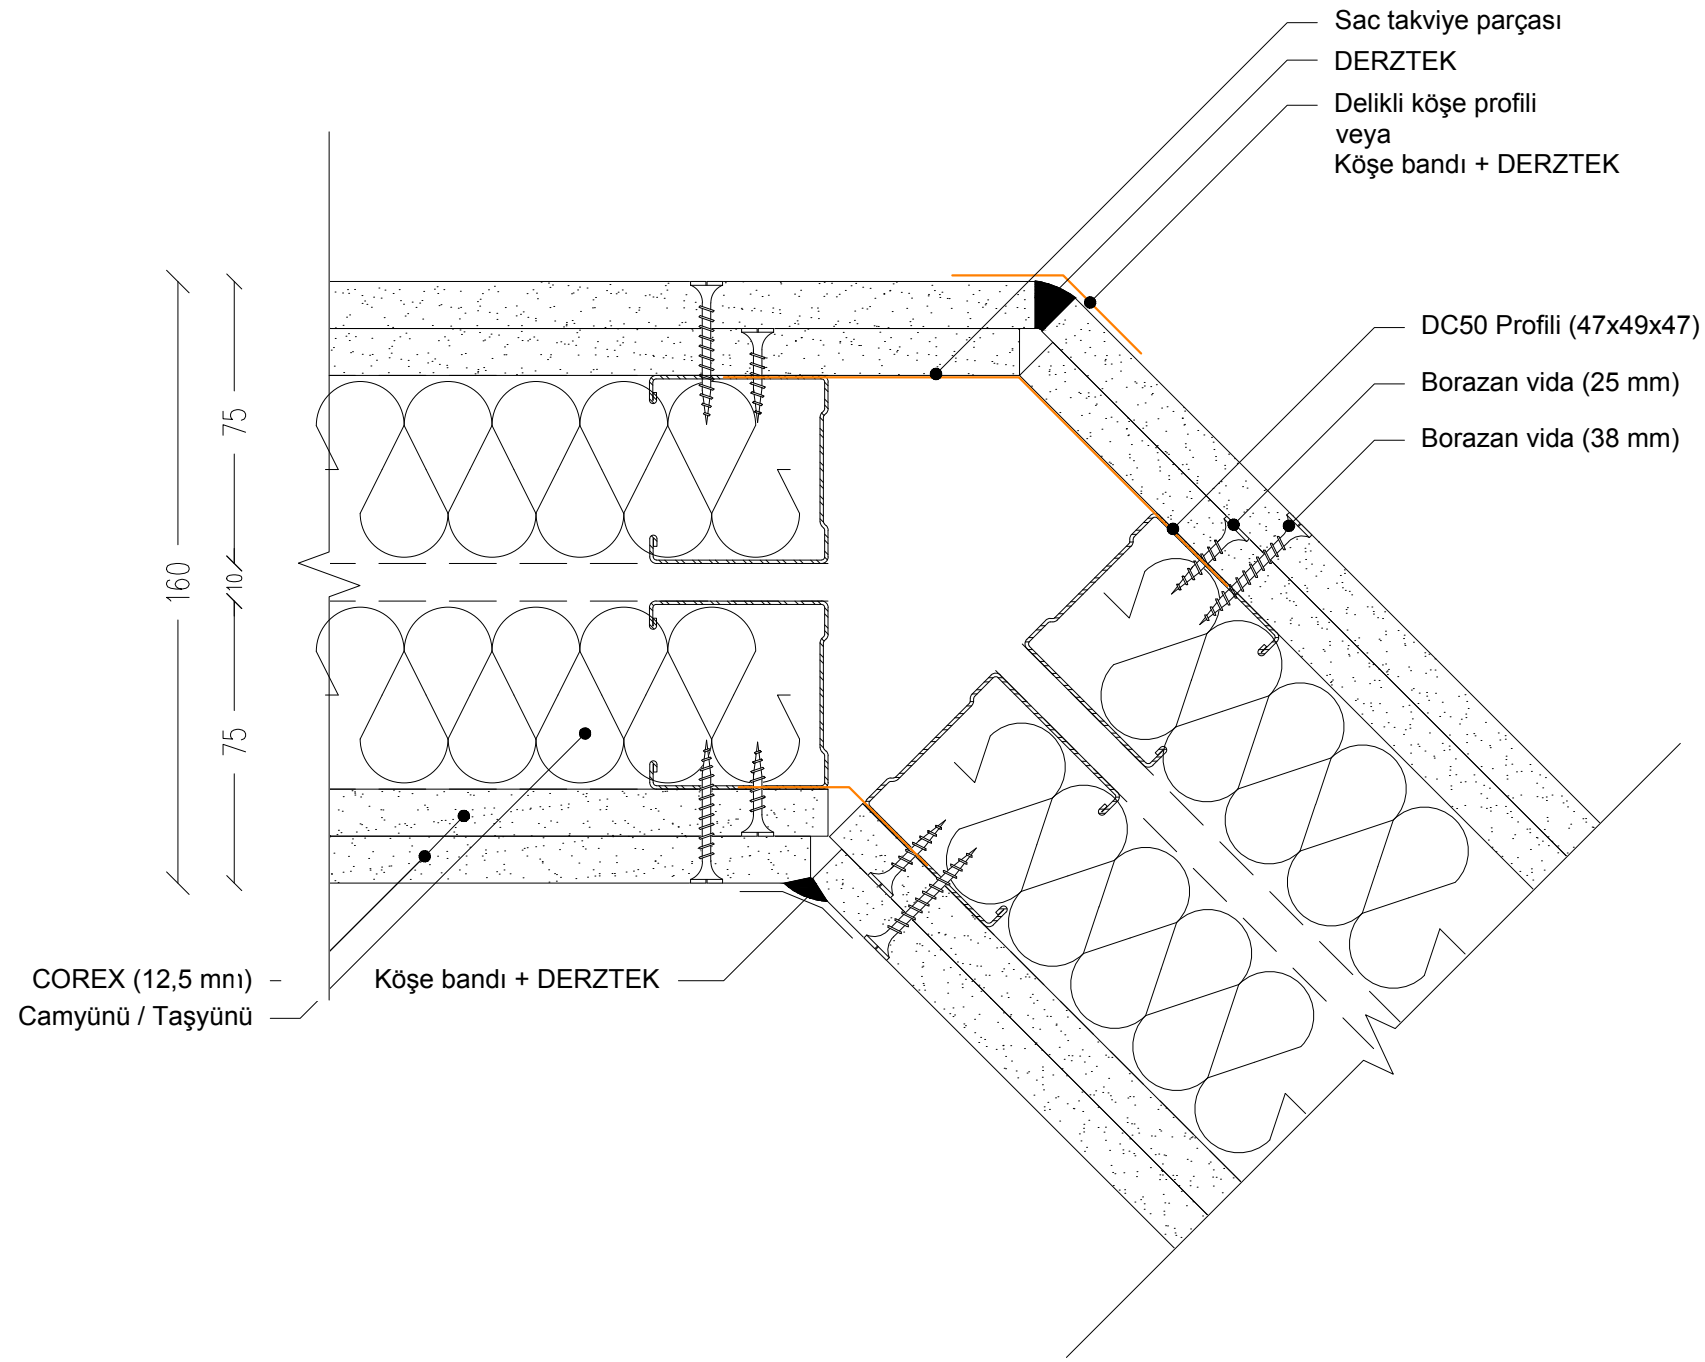 Sac takviye parçası
DERZTEK
Delikli köşe profili
veya
Köşe bandı + DERZTEK
DC50 Profili (47x49x47)
Borazan vida (25 mm)
Borazan vida (38 mm)
75
10
160
75
COREX (12,5 mm)
Köşe bandı + DERZTEK
Camyünü / Taşyünü